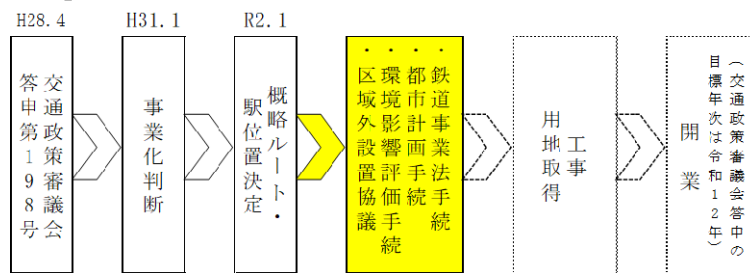 H28.4
H31.1
R2.1
交通政策審議会
答申第198号
事業化判断
概略ルート・
駅位置決定
・鉄道事業法手続
・都市計画手続
・環境影響評価手続
・区域外設置協議
工事
用地取得
開業
（交通政策審議会答中の
目標年次は令和12年）